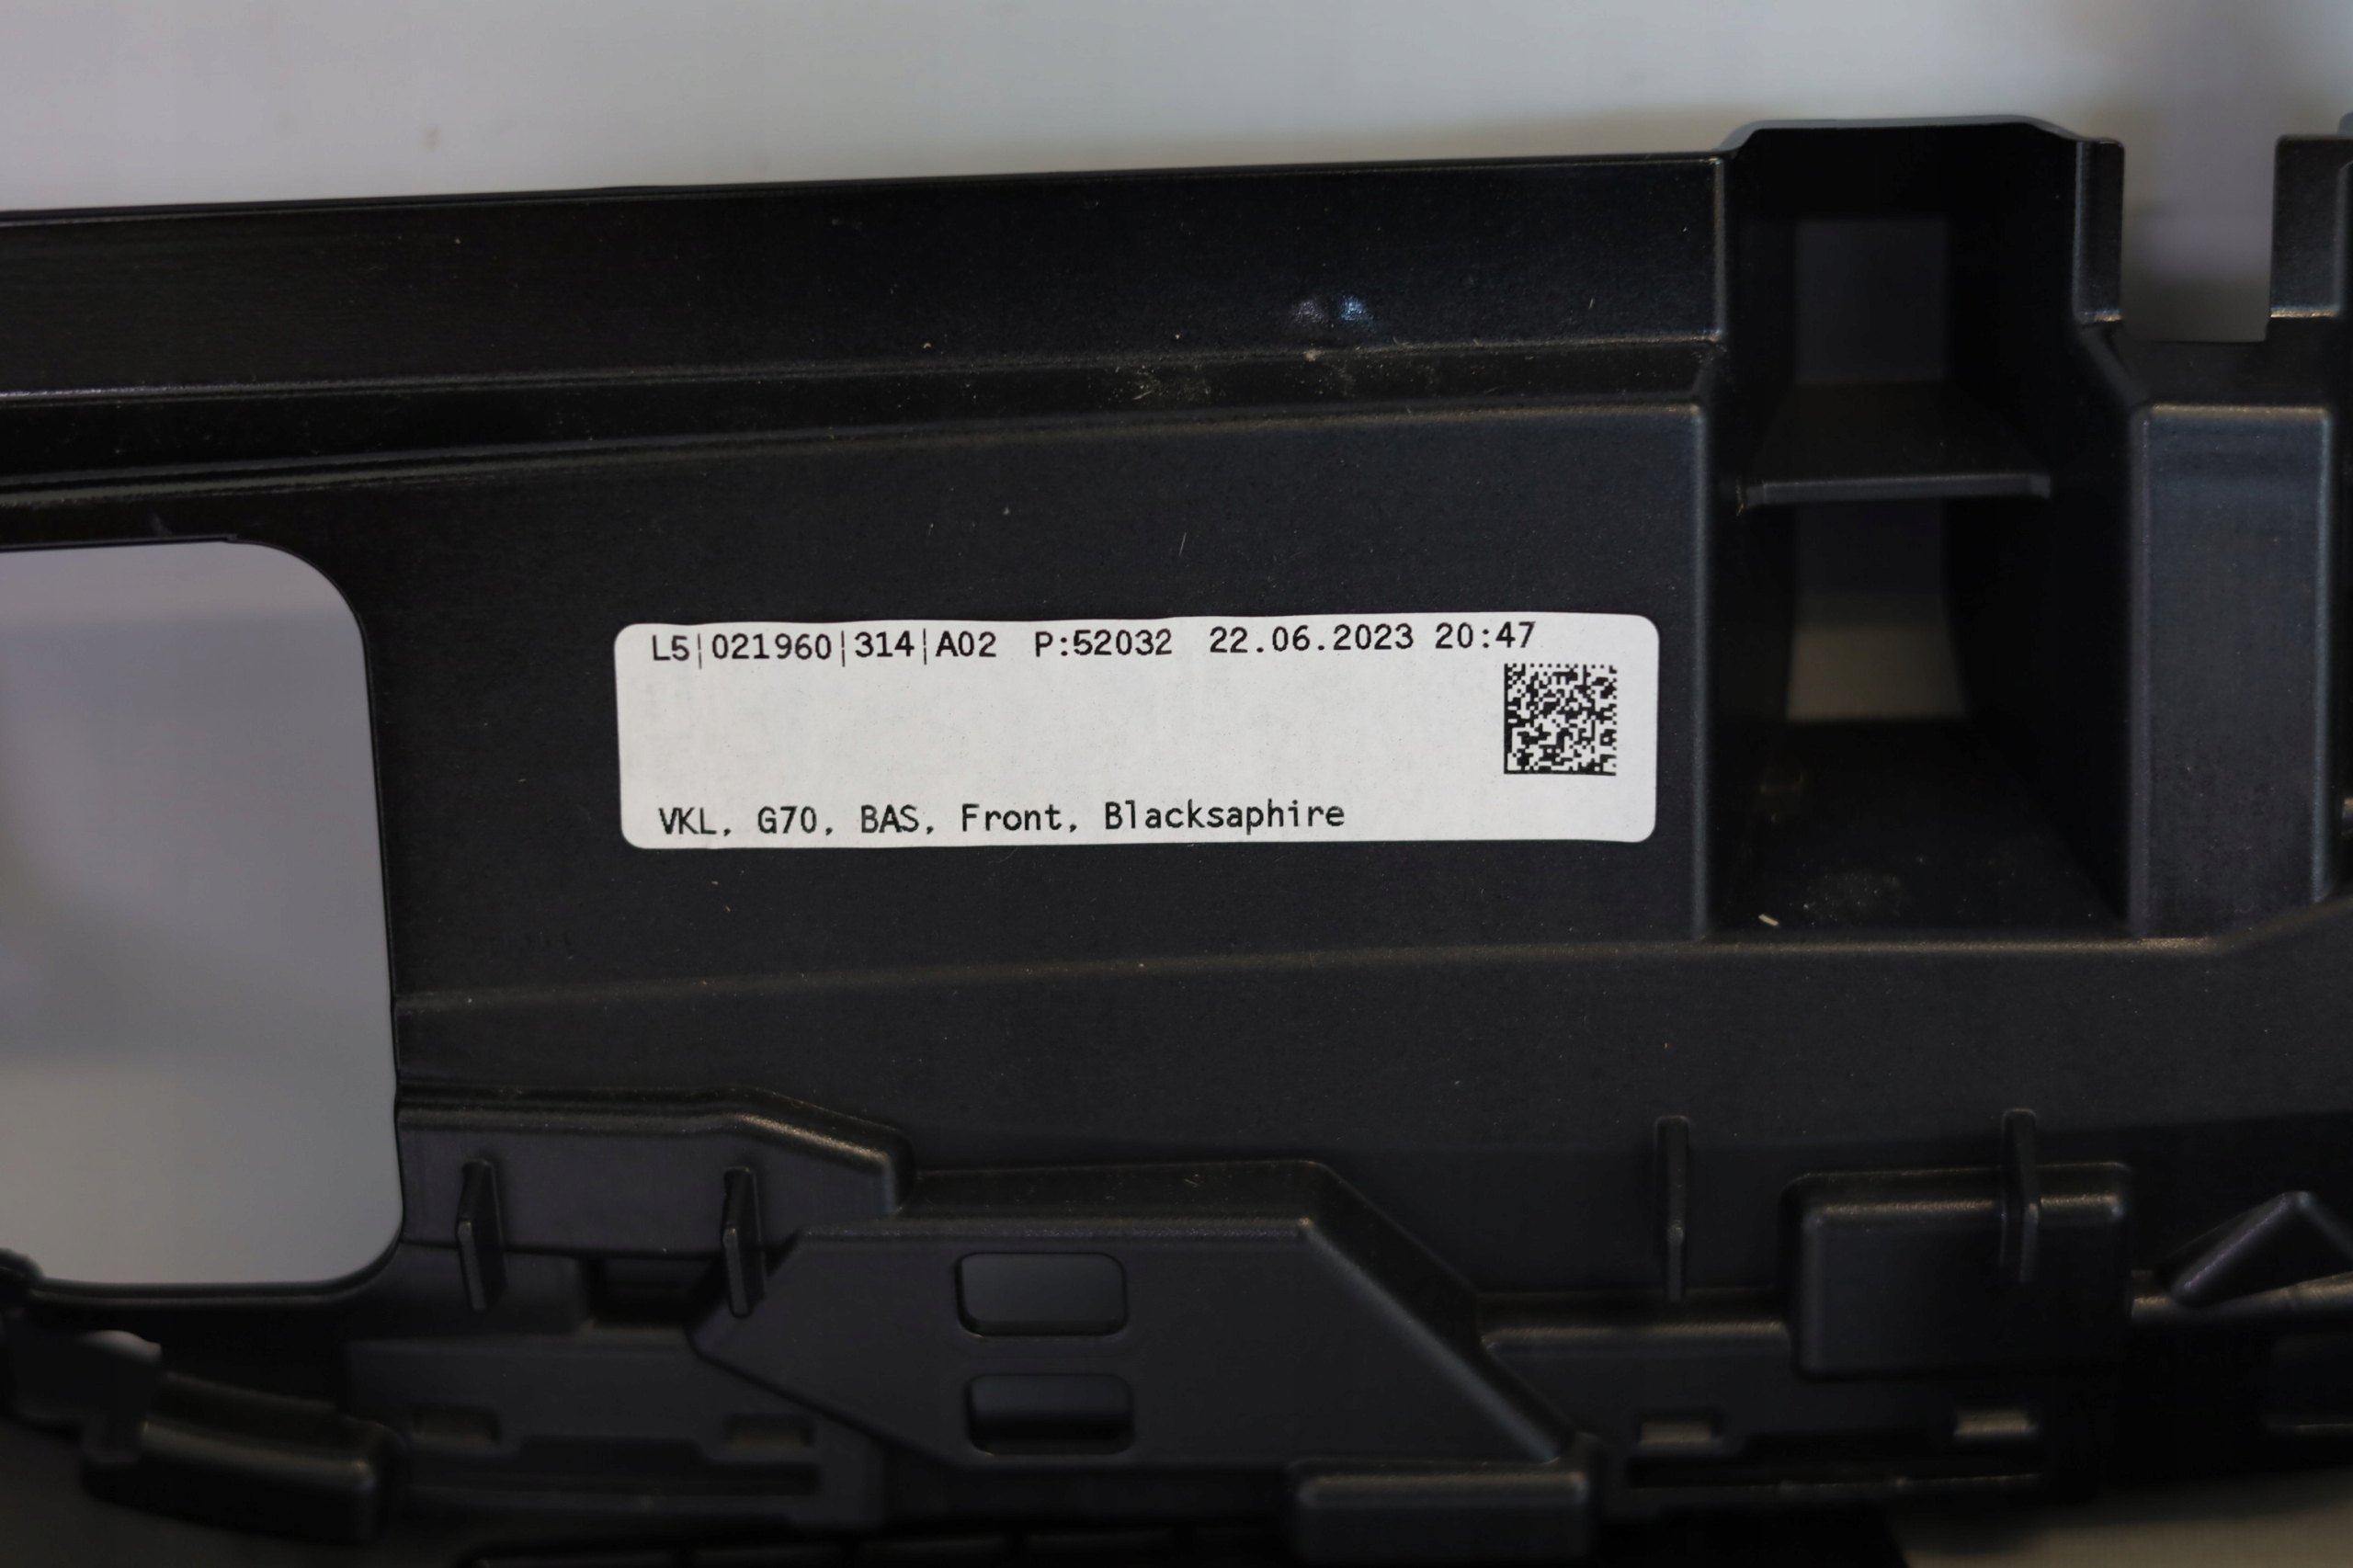 L5|021960|314|A02 P:52032 22.06.2023 20:47
VKL, G70, BAS, Front, Blacksaphire